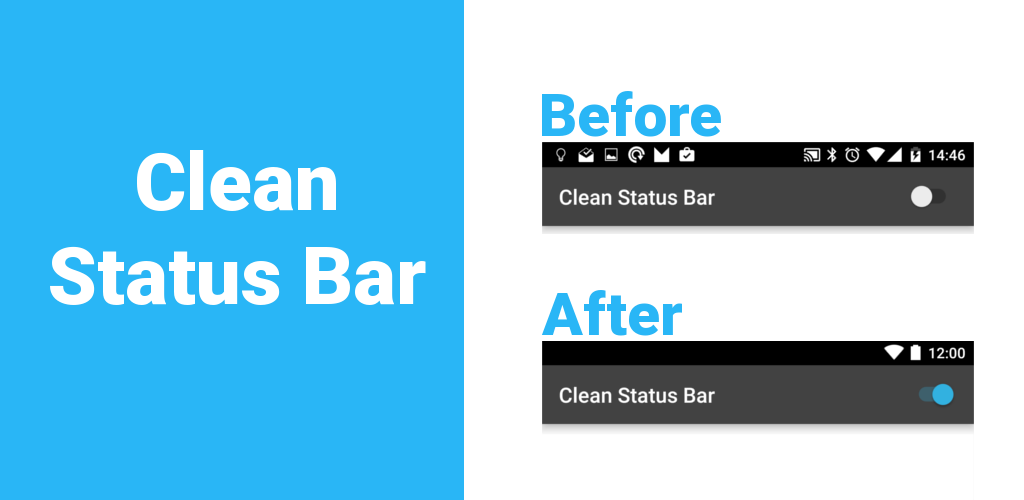 Clean
Status Bar
Before
14:46
Clean Status Bar
After
12:00
Clean Status Bar